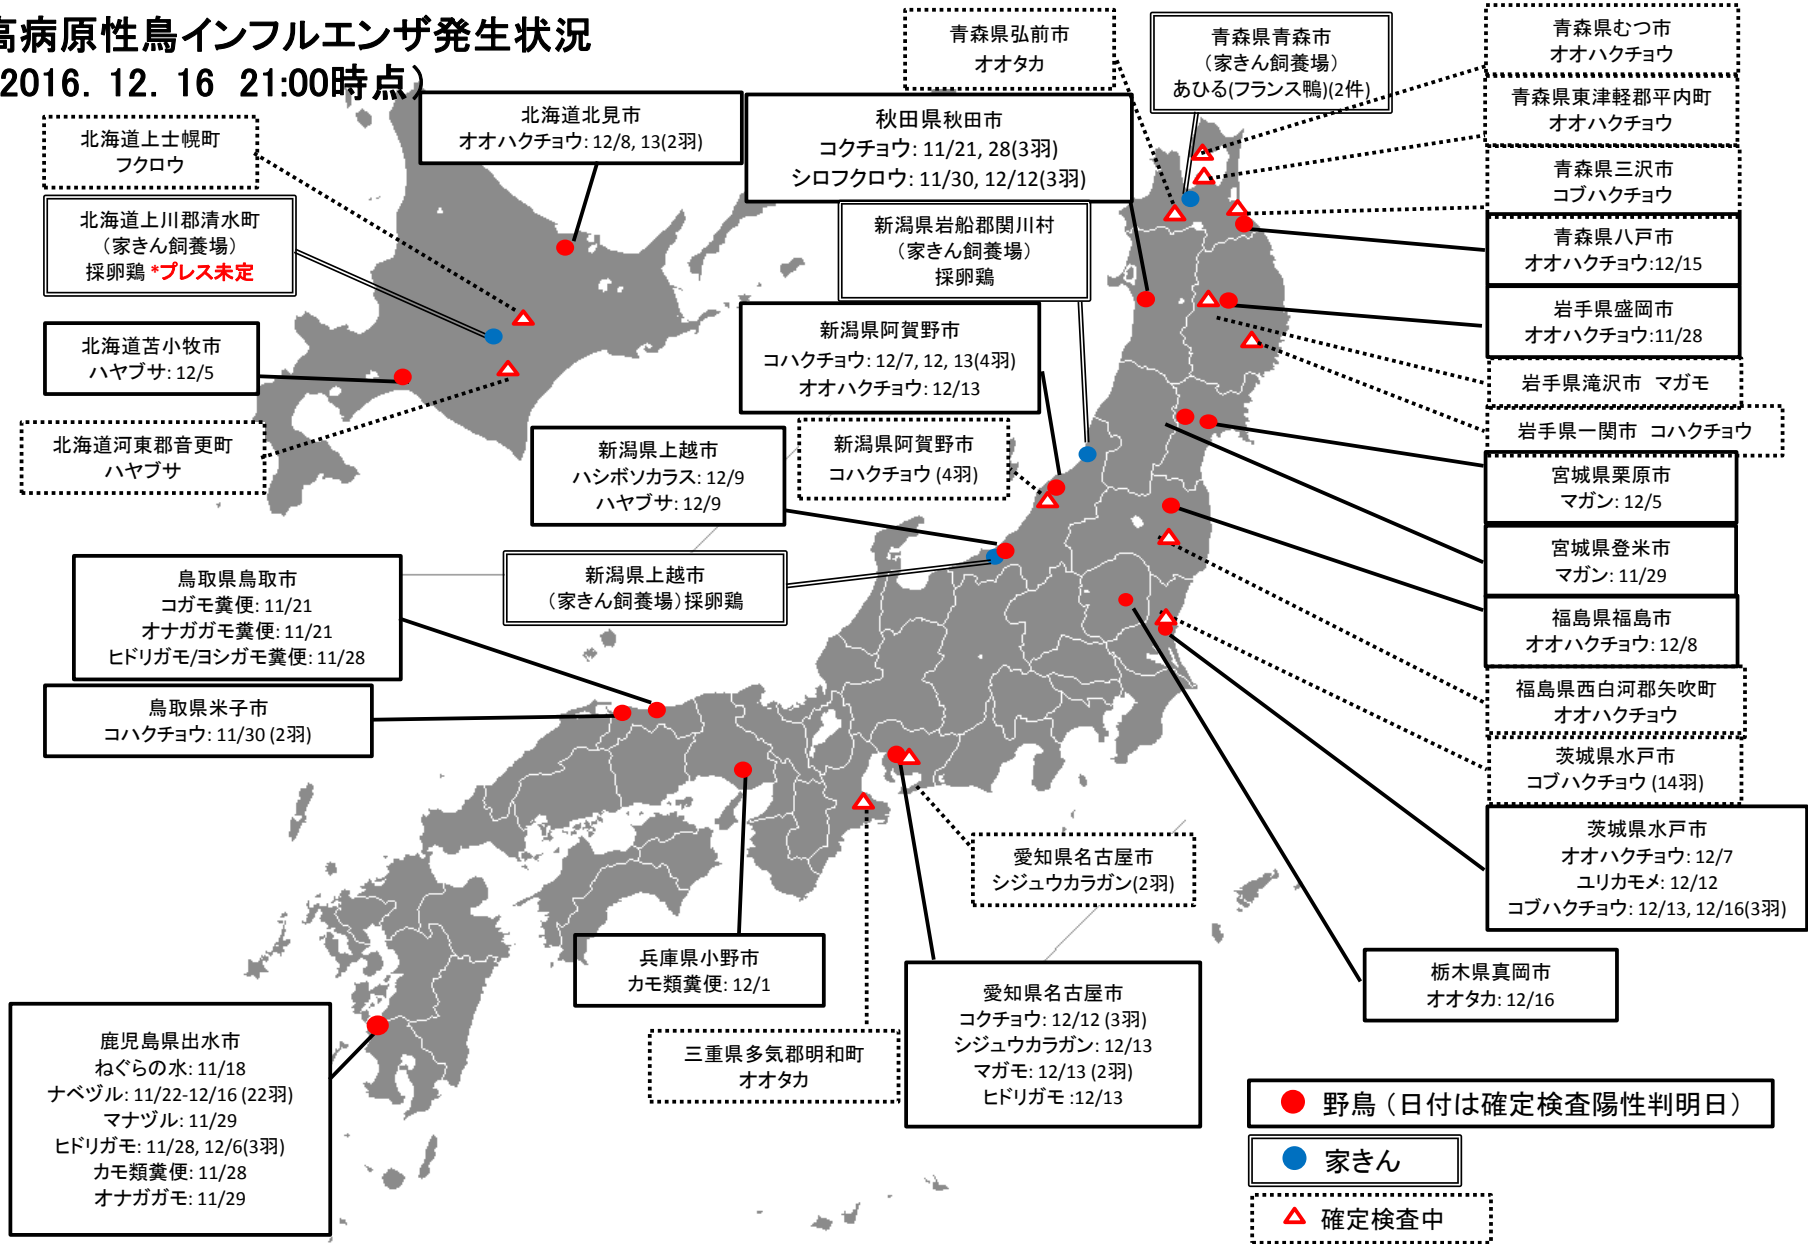 高病原性鳥インフルエンザ発生状況
2016. 12. 16 21:00時点）
北海道上士幌町
フクロウ
北海道上川郡清水町
（家きん飼養場）
採卵鶏 *プレス未定
北海道苫小牧市
ハヤブサ: 12/5
北海道河東郡音更町
ハヤブサ
北海道北見市
オオハクチョウ: 12/8, 13(2羽)
秋田県秋田市
コクチョウ: 11/21, 28(3羽)
シロフクロウ: 11/30, 12/12(3羽)
青森県弘前市
オオタカ
青森県青森市
（家きん飼養場）
あひる(フランス鴨)(2件)
青森県むつ市
オオハクチョウ
青森県東津軽郡平内町
オオハクチョウ
青森県三沢市
コブハクチョウ
青森県八戸市
オオハクチョウ:12/15
岩手県盛岡市
オオハクチョウ:11/28
岩手県滝沢市 マガモ
岩手県一関市 コハクチョウ
宮城県栗原市
マガン: 12/5
宮城県登米市
マガン: 11/29
福島県福島市
オオハクチョウ: 12/8
福島県西白河郡矢吹町
オオハクチョウ
茨城県水戸市
コブハクチョウ (14羽)
茨城県水戸市
オオハクチョウ: 12/7
ユリカモメ: 12/12
コブハクチョウ: 12/13, 12/16(3羽)
栃木県真岡市
オオタカ: 12/16
新潟県岩船郡関川村
（家きん飼養場）
採卵鶏
新潟県阿賀野市
コハクチョウ: 12/7, 12, 13(4羽)
オオハクチョウ: 12/13
新潟県阿賀野市
コハクチョウ (4羽)
新潟県上越市
ハシボソカラス: 12/9
ハヤブサ: 12/9
新潟県上越市
（家きん飼養場）採卵鶏
鳥取県鳥取市
コガモ糞便: 11/21
オナガガモ糞便: 11/21
ヒドリガモ/ヨシガモ糞便: 11/28
鳥取県米子市
コハクチョウ: 11/30 (2羽)
兵庫県小野市
カモ類糞便: 12/1
愛知県名古屋市
シジュウカラガン(2羽)
愛知県名古屋市
コクチョウ: 12/12 (3羽)
シジュウカラガン: 12/13
マガモ: 12/13 (2羽)
ヒドリガモ :12/13
三重県多気郡明和町
オオタカ
鹿児島県出水市
ねぐらの水: 11/18
ナベヅル: 11/22-12/16 (22羽)
マナヅル: 11/29
ヒドリガモ: 11/28, 12/6(3羽)
カモ類糞便: 11/28
オナガガモ: 11/29
野鳥（日付は確定検査陽性判明日）
家きん
確定検査中